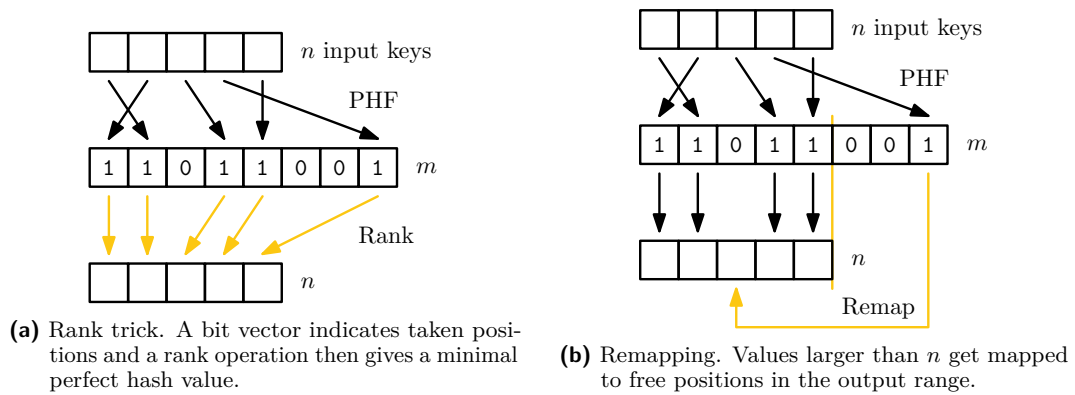 n input keys
PHF
1 1 0 1 1 0 0 1 m
Rank
n
(a) Rank trick. A bit vector indicates taken posi-
tions and a rank operation then gives a minimal
perfect hash value.
n input keys
PHF
1 1 0 1 1 0 0 1 m
n
Remap
(b) Remapping. Values larger than n get mapped
to free positions in the output range.